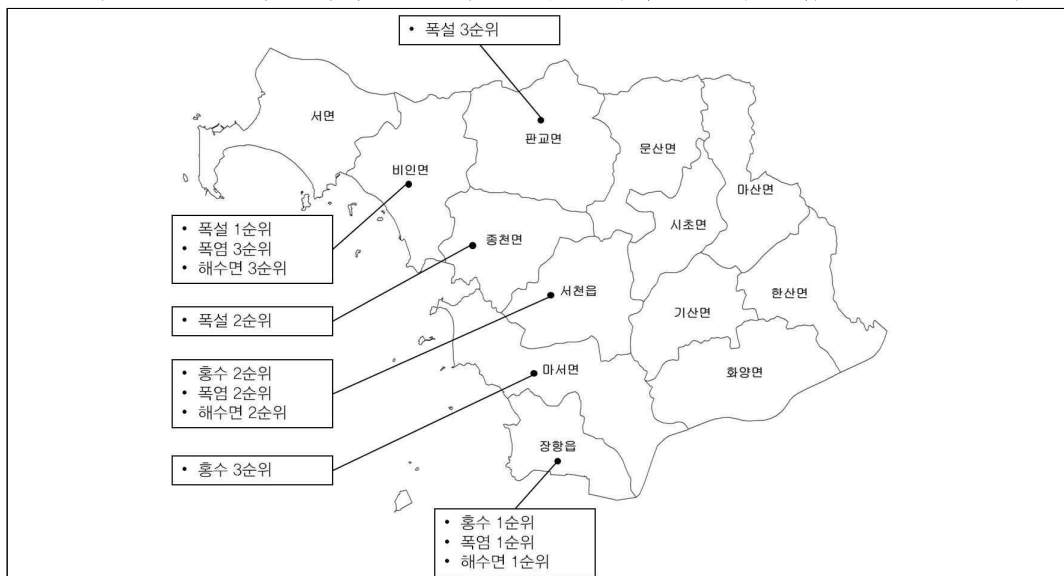 • 폭설 3순위
서면
판교면
문산면
비인면
마산면
시초면
• 폭설 1순위
• 폭염 3순위
• 해수면 3순위
종천면
서천읍
한산면
기산면
• 폭설 2순위
• 홍수 2순위
• 폭염 2순위
• 해수면 2순위
마서면
화양면
장항읍
• 홍수 3순위
• 홍수 1순위
• 폭염 1순위
• 해수면 1순위